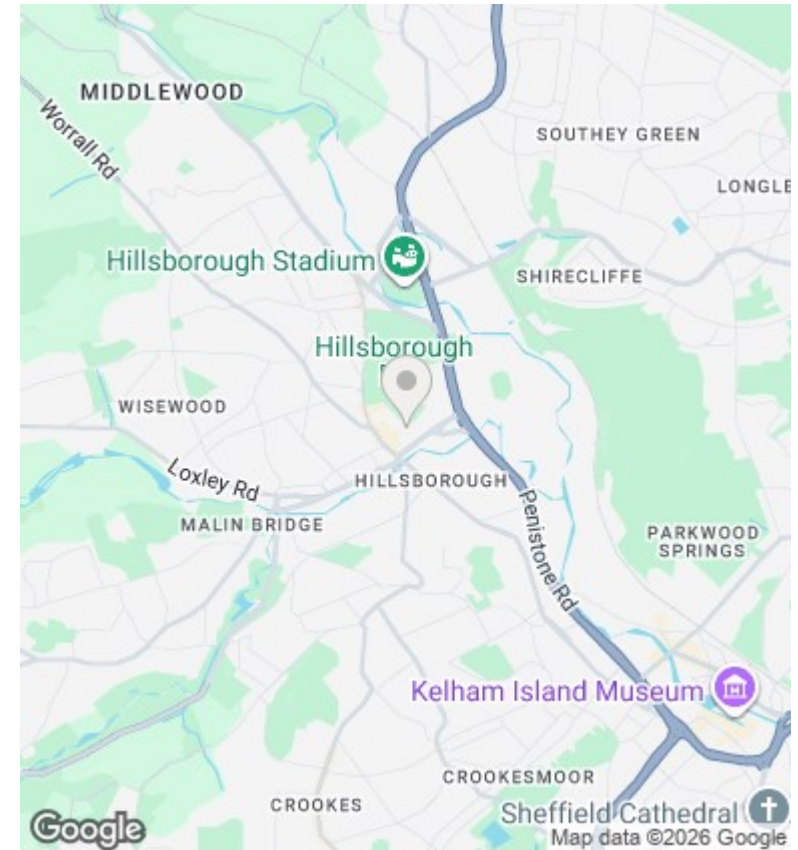 MIDDLEWOOD
Worrall Rd
SOUTHEY GREEN
LONGLE
Hillsborough Stadium
SHIRECLIFFE
Hillsborough
WISEWOOD
Loxley Rd
HILLSBOROUGH
MALIN BRIDGE
Penistone Rd
PARKWOOD
SPRINGS
Kelham Island Museum
CROOKESMOOR
CROOKES
Sheffield Cathedral
Google
Map data ©2026 Google